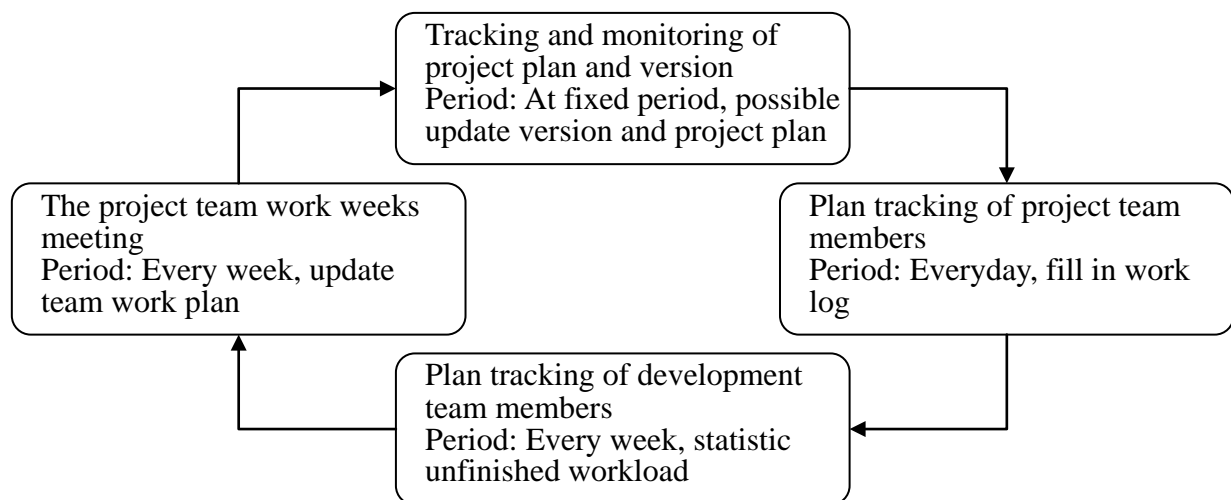 Tracking and monitoring of
project plan and version
Period: At fixed period, possible
update version and project plan
The project team work weeks
meeting
Period: Every week, update
team work plan
Plan tracking of project team
members
Period: Everyday, fill in work
log
Plan tracking of development
team members
Period: Every week, statistic
unfinished workload